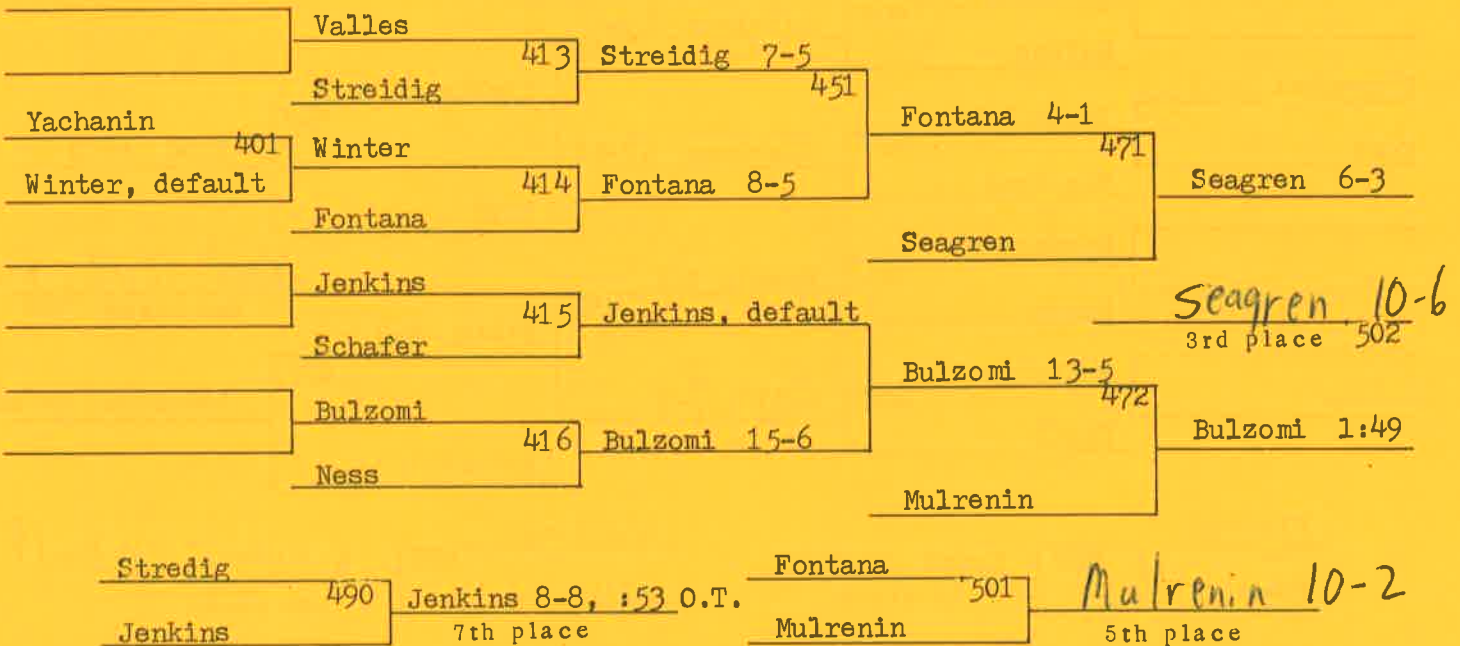 Valles
413 Streidig 7-5
Streidig
451
Yachanin
Fontana 4-1
401 Winter
471
Winter, default
414 Fontana 8-5
Seagren 6-3
Fontana
Seagren
Jenkins
Seagren 10-6
415 Jenkins, default
3rd place 502
Schafer
Bulzomi 13-5
472
Bulzomi
416 Bulzomi 15-6
Bulzomi 1:49
Ness
Mulrenin
Stredig
Fontana
490 Jenkins 8-8, :53 O.T.
501 Mulrenin 10-2
Jenkins
7th place
Mulrenin
5th place